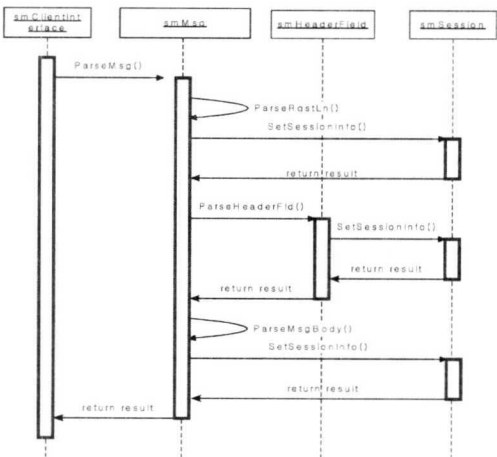 smClientInt
erface
smMsg
smHeaderField
smSession
ParseMsg()
ParseRqstLn()
SetSessionInfo()
return result
ParseHeaderFld()
SetSessionInfo()
return result
return result
ParseMsgBody()
SetSessionInfo()
return result
return result